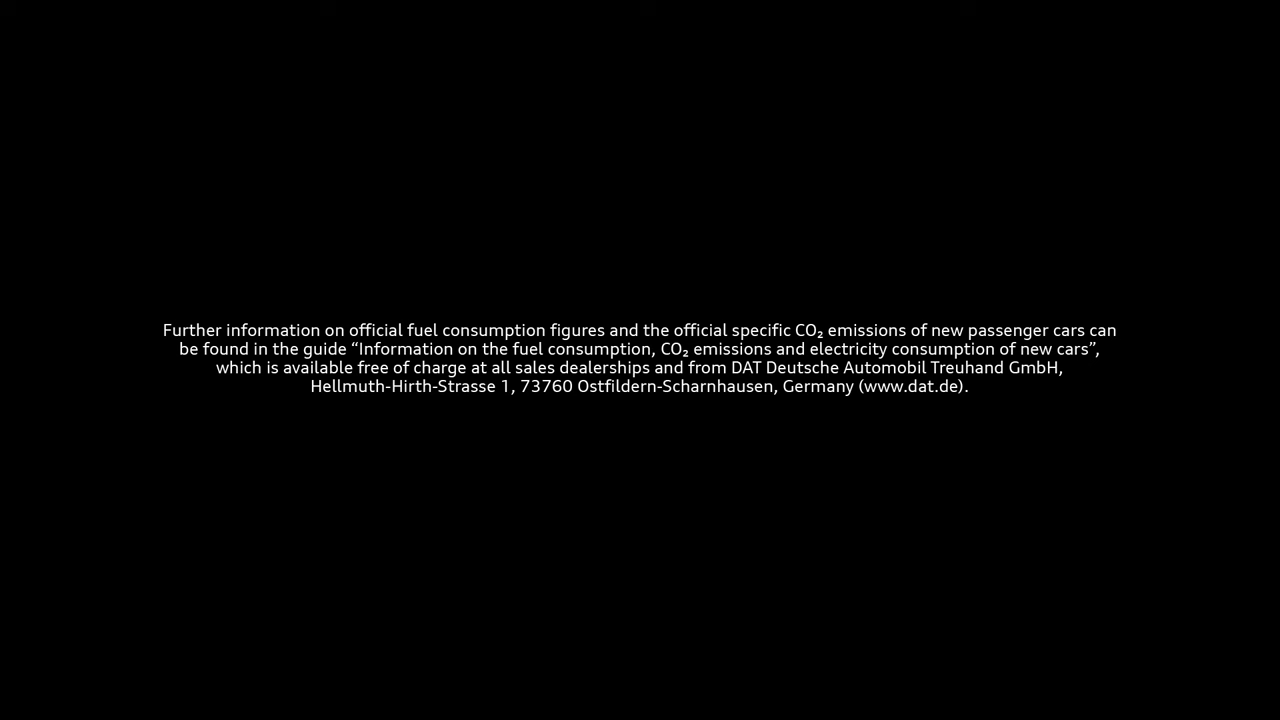 Further information on official fuel consumption figures and the official specific CO₂ emissions of new passenger cars can
be found in the guide “Information on the fuel consumption, CO₂ emissions and electricity consumption of new cars”,
which is available free of charge at all sales dealerships and from DAT Deutsche Automobil Treuhand GmbH,
Hellmuth-Hirth-Strasse 1, 73760 Ostfildern-Scharnhausen, Germany (www.dat.de).